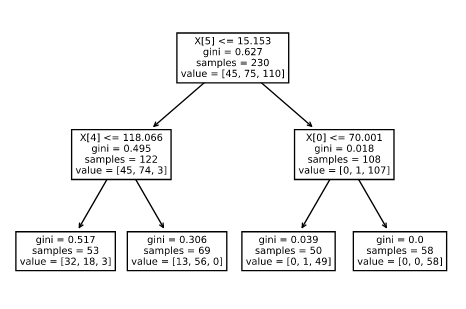 X[5] <= 15.153
gini = 0.627
samples = 230
value = [45, 75, 110]
X[4] <= 118.066
gini = 0.495
samples = 122
value = [45, 74, 3]
X[0] <= 70.001
gini = 0.018
samples = 108
value = [0, 1, 107]
gini = 0.517
samples = 53
value = [32, 18, 3]
gini = 0.306
samples = 69
value = [13, 56, 0]
gini = 0.039
samples = 50
value = [0, 1, 49]
gini = 0.0
samples = 58
value = [0, 0, 58]